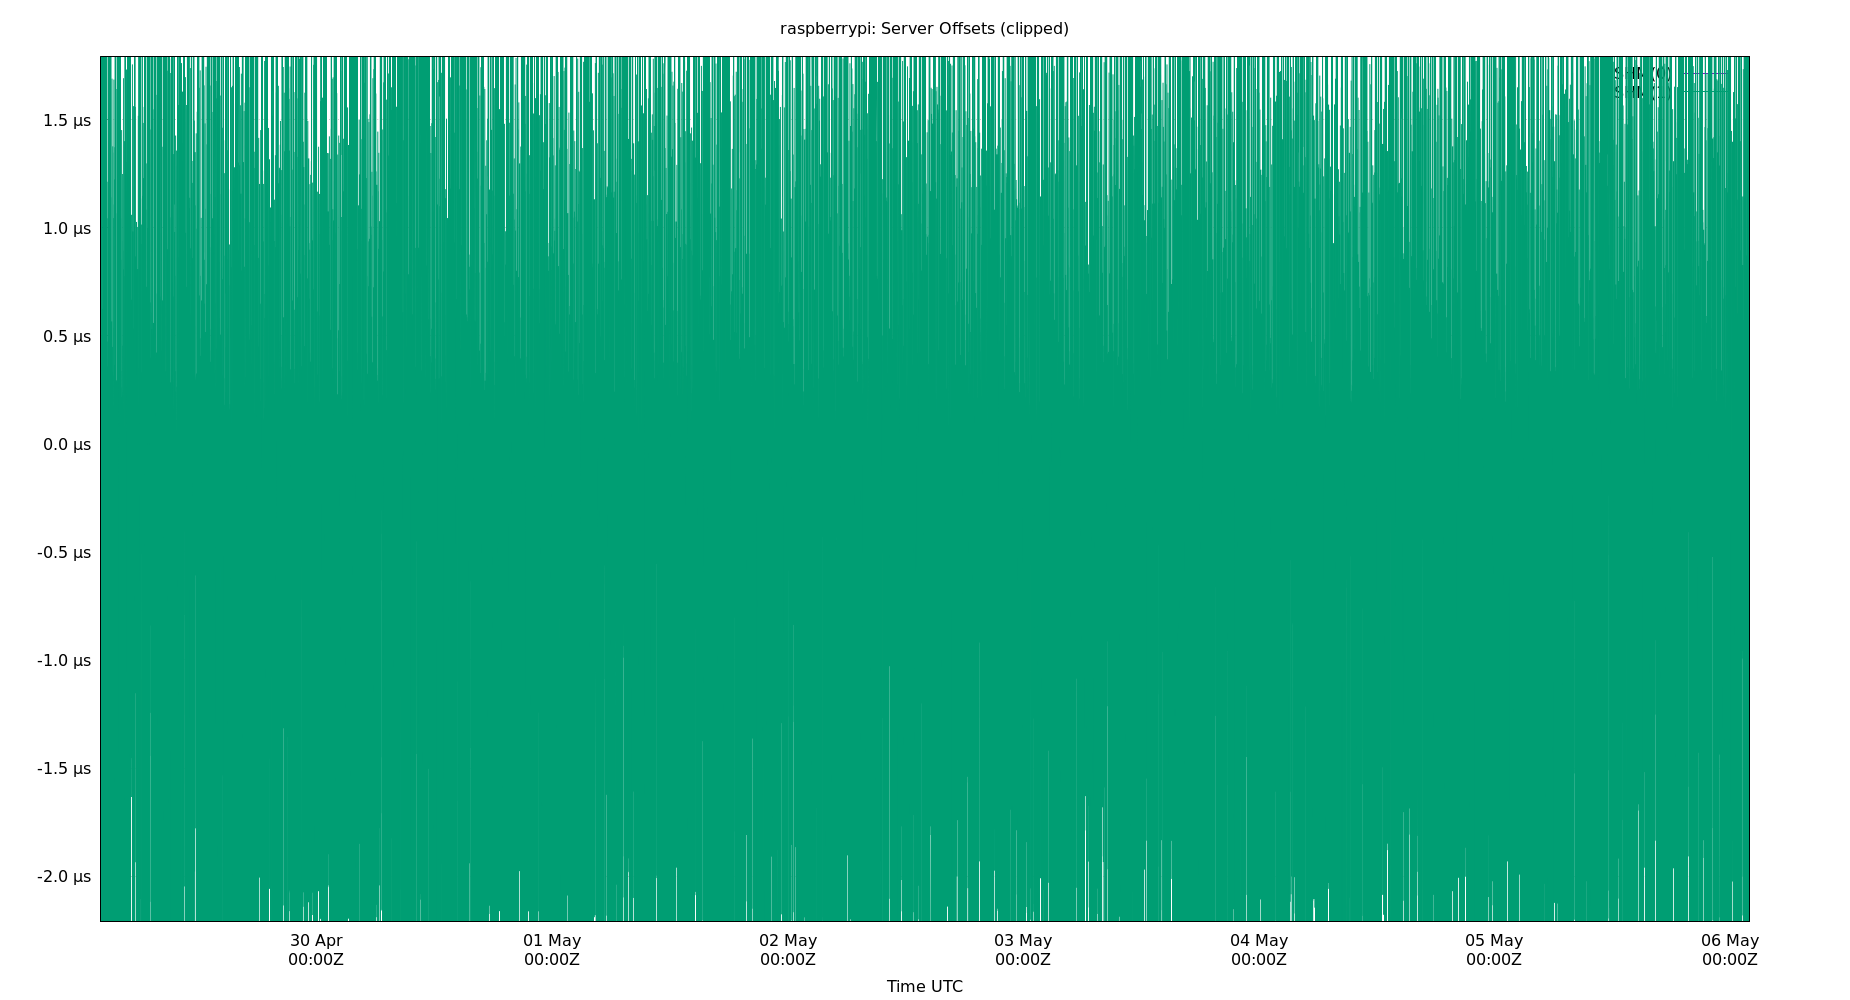 raspberrypi: Server Offsets (clipped)
SHM(0)
1.5 µs
1.0 µs
0.5 µs
0.0 µs
-0.5 µs
-1.0 µs
-1.5 µs
-2.0 µs
30 Apr 01 May 02 May 03 May 04 May 05 May 06 May
00:00Z 00:00Z 00:00Z 00:00Z 00:00Z 00:00Z 00:00Z
Time UTC